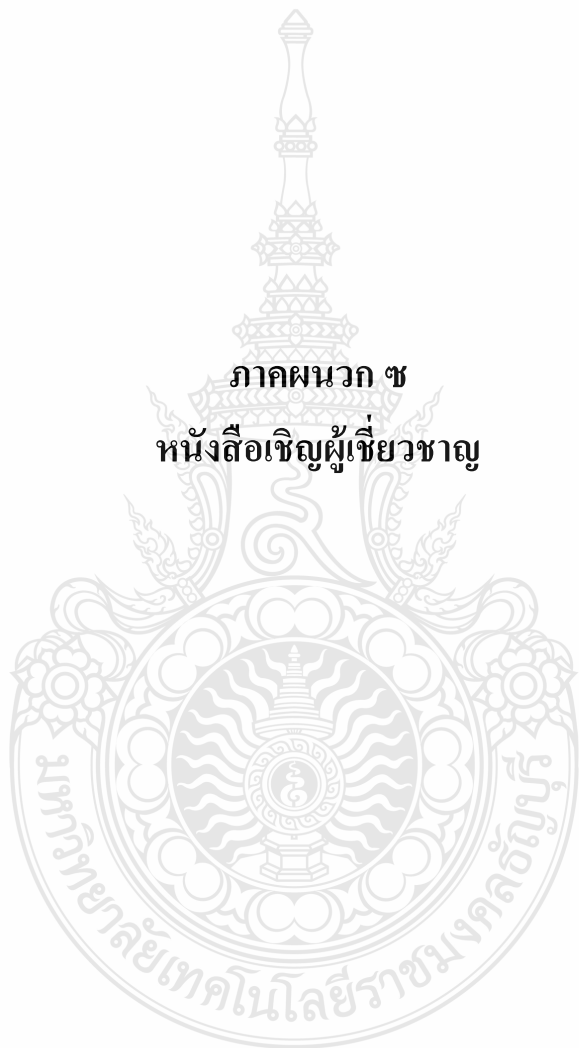 ภาคผนวก ซ
หนังสือเชิญผู้เชี่ยวชาญ
มหาวิทยาลัยเทคโนโลยีราชมงคลธัญบุรี